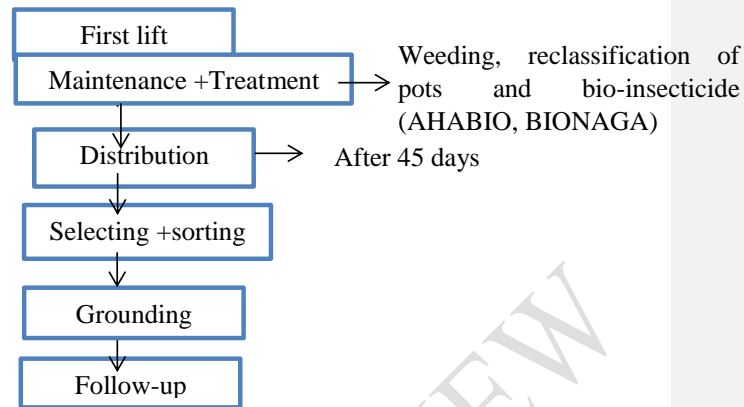 First lift
Maintenance +Treatment
Weeding, reclassification of
pots and bio-insecticide
(AHABIO, BIONAGA)
Distribution
After 45 days
Selecting +sorting
Grounding
Follow-up
EW